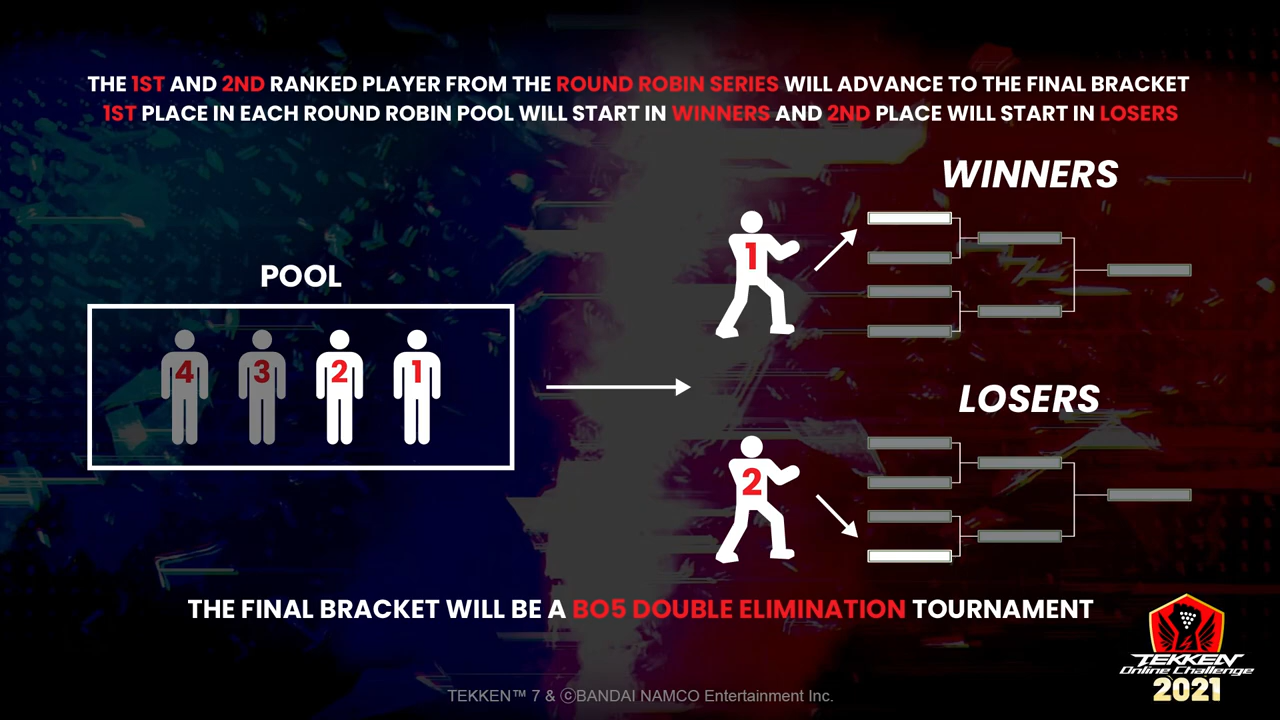 THE 1ST AND 2ND RANKED PLAYER FROM THE ROUND ROBIN SERIES WILL ADVANCE TO THE FINAL BRACKET
1ST PLACE IN EACH ROUND ROBIN POOL WILL START IN WINNERS AND 2ND PLACE WILL START IN LOSERS
WINNERS
1
POOL
4 3 2 1
LOSERS
2
THE FINAL BRACKET WILL BE A BO5 DOUBLE ELIMINATION TOURNAMENT
TEKKEN
Online Challenge
2021
TEKKEN™ 7 & ⓒBANDAI NAMCO Entertainment Inc.